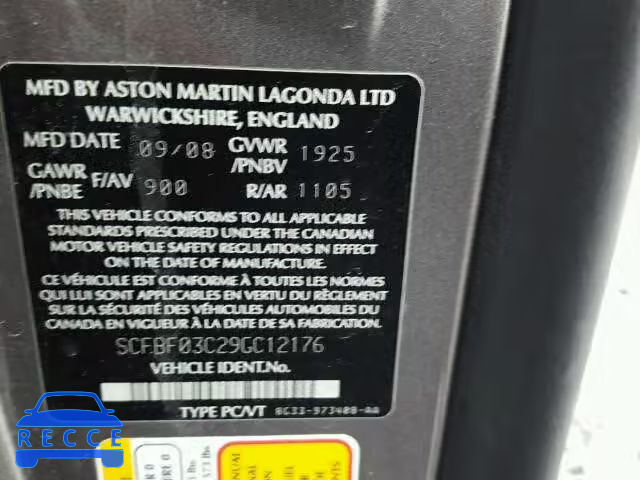 MFD BY ASTON MARTIN LAGONDA LTD
WARWICKSHIRE, ENGLAND
MFD DATE 09/08 GVWR /PNBV 1925
GAWR /PNBE F/AV 900 R/AR 1105
THIS VEHICLE CONFORMS TO ALL APPLICABLE
STANDARDS PRESCRIBED UNDER THE CANADIAN
MOTOR VEHICLE SAFETY REGULATIONS IN EFFECT
ON THE DATE OF MANUFACTURE.
CE VÉHICULE EST CONFORME À TOUTES LES NORMES
QUI LUI SONT APPLICABLES EN VERTU DU RÈGLEMENT
SUR LA SÉCURITÉ DES VÉHICULES AUTOMOBILES DU
CANADA EN VIGUEUR À LA DATE DE SA FABRICATION.
SCFBF03C29GC12176
VEHICLE IDENT.No.
TYPE PC/VT 8G33-973408-AA
RECCE